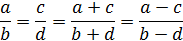 a/b = c/d = (a + c)/(b + d) = (a − c)/(b − d)